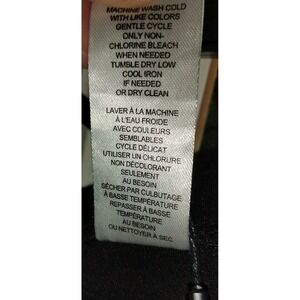 MACHINE WASH COLD
WITH LIKE COLORS
GENTLE CYCLE
ONLY NON-
CHLORINE BLEACH
WHEN NEEDED
TUMBLE DRY LOW
COOL IRON
IF NEEDED
OR DRY CLEAN
LAVER À LA MACHINE
À L'EAU FROIDE
AVEC COULEURS
SEMBLABLES
CYCLE DÉLICAT
UTILISER UN CHLORURE
NON DÉCOLORANT
SEULEMENT
AU BESOIN
SÉCHER PAR CULBUTAGE
À BASSE TEMPÉRATURE
REPASSER À BASSE
TEMPÉRATURE
AU BESOIN
OU NETTOYER À SEC